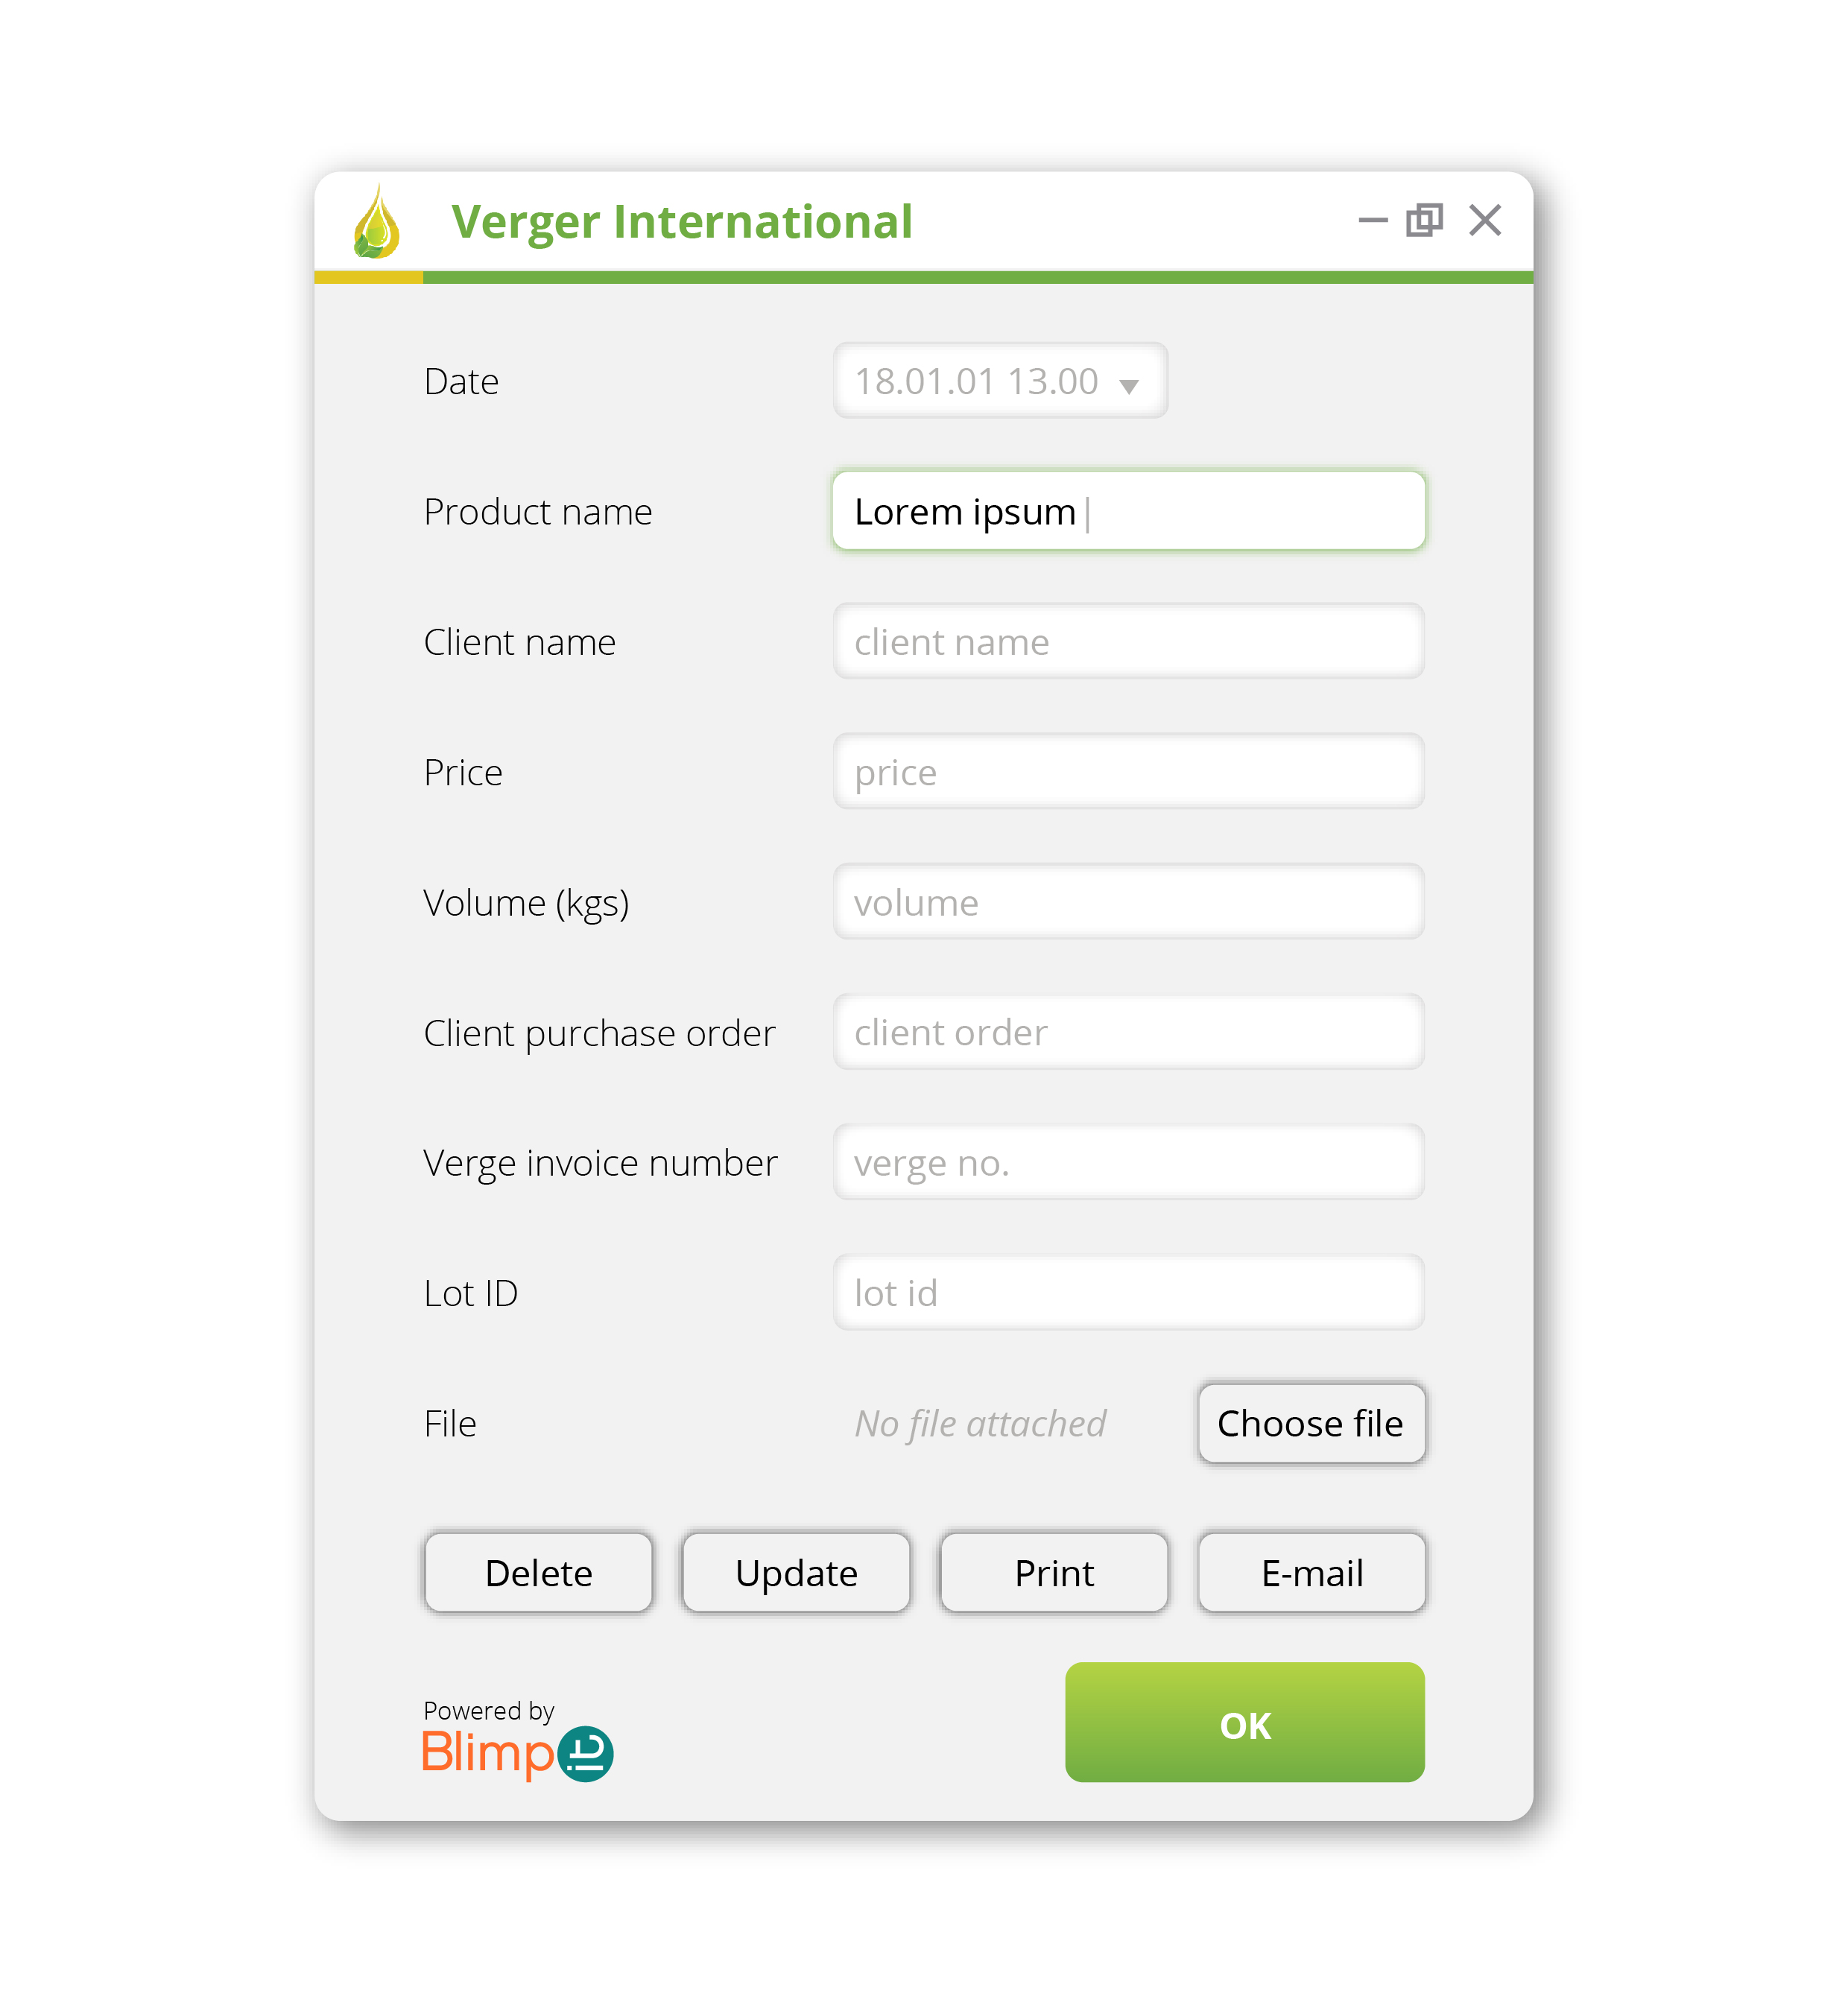 Verger International
Date
18.01.01 13.00
Product name
Lorem ipsum
Client name
client name
Price
price
Volume (kgs)
volume
Client purchase order
client order
Verge invoice number
verge no.
Lot ID
lot id
File
No file attached
Choose file
Delete
Update
Print
E-mail
Powered by
Blimp it
OK